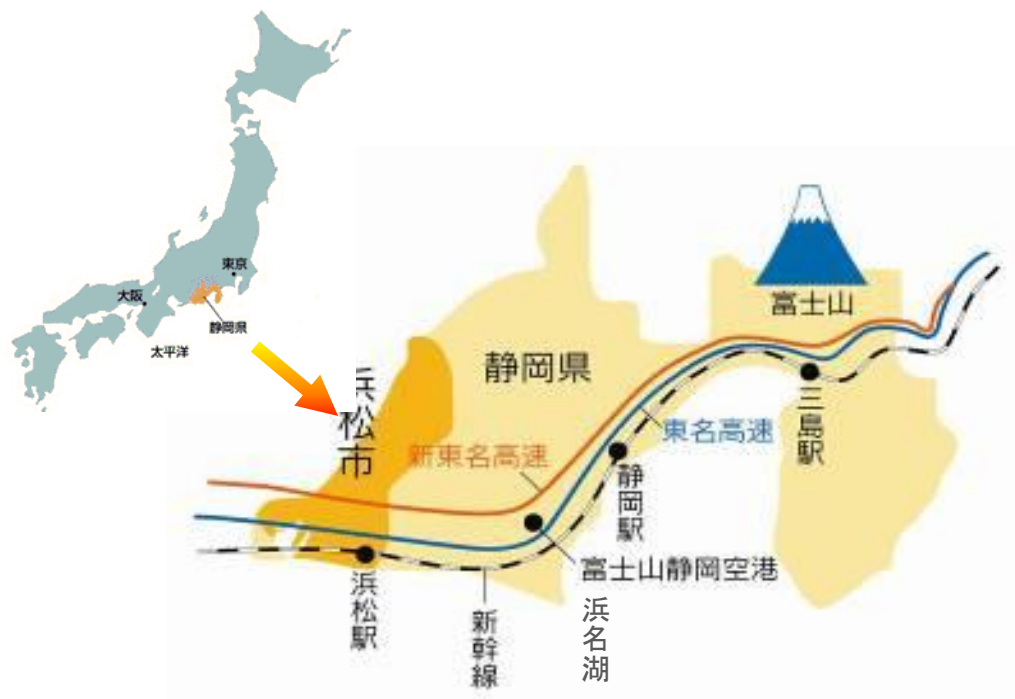 東京
大阪
静岡県
太平洋
富士山
静岡県
浜松市
東名高速
三島駅
新東名高速
静岡駅
富士山静岡空港
浜松駅
浜名湖
新幹線